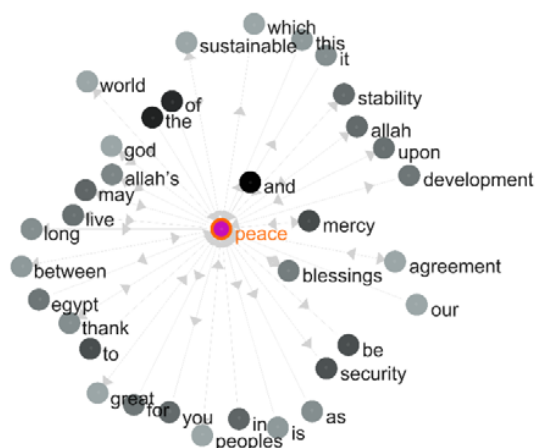 which
sustainable
this
it
world
stability
of
the
allah
upon
god
allah's
development
and
may
live
mercy
long
peace
between
agreement
blessings
egypt
our
thank
to
be
security
great
for
you
in
as
peoples
is